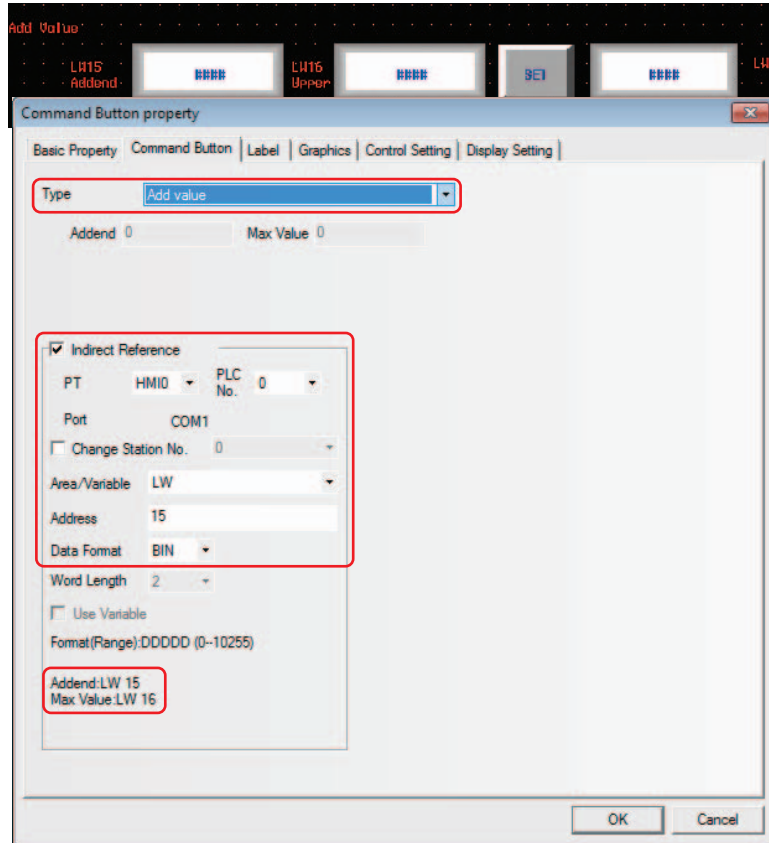 Add Value
LW15 Addend #### LW16 Upper #### SET #### LW
Command Button property
Basic Property Command Button Label Graphics Control Setting Display Setting
Type Add value
Addend 0 Max Value 0
Indirect Reference
PT HMI0 PLC No. 0
Port COM1
Change Station No. 0
Area/Variable LW
Address 15
Data Format BIN
Word Length 2
Use Variable
Format(Range):DDDDD (0--10255)
Addend:LW 15
Max Value:LW 16
OK Cancel